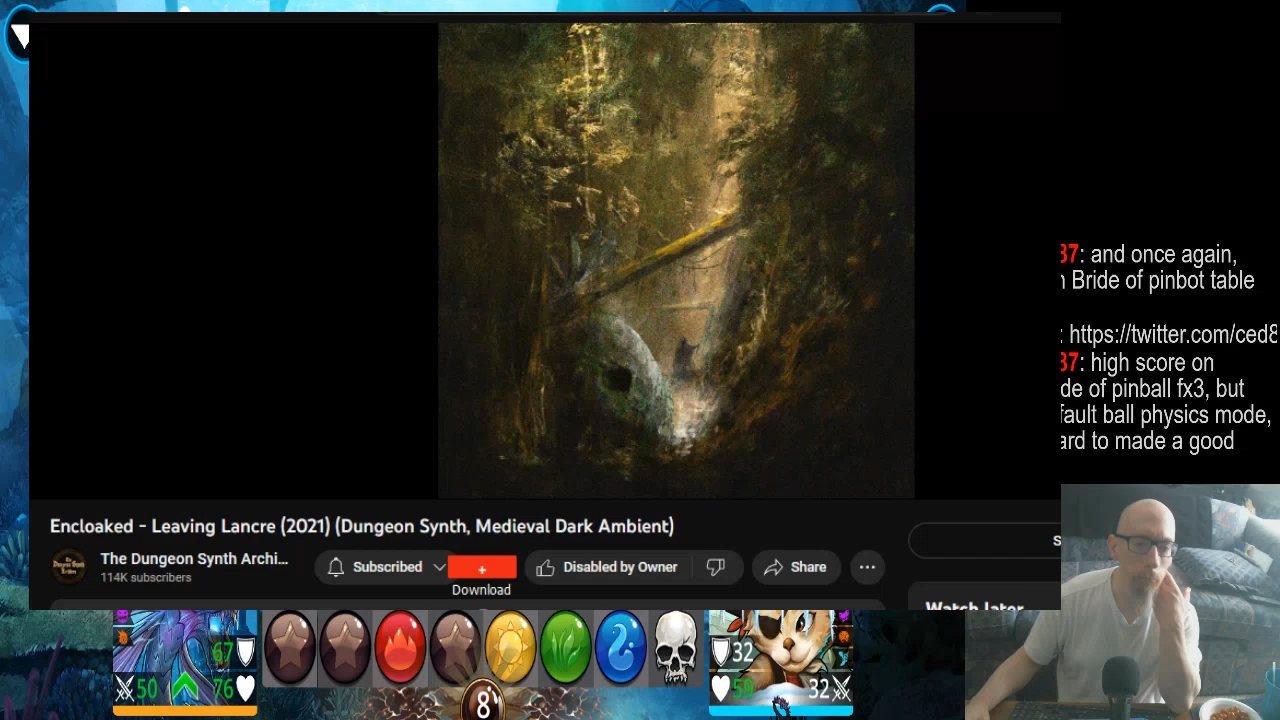 37: and once again,
Bride of pinbot table
: https://twitter.com/ced8
37: high score on
de of pinball fx3, but
fault ball physics mode,
ard to made a good
Encloaked - Leaving Lancre (2021) (Dungeon Synth, Medieval Dark Ambient)
The Dungeon Synth Archi...
114K subscribers
Subscribed
+
Download
Disabled by Owner
Share
Watch later
67
50
76
8
32
59
32